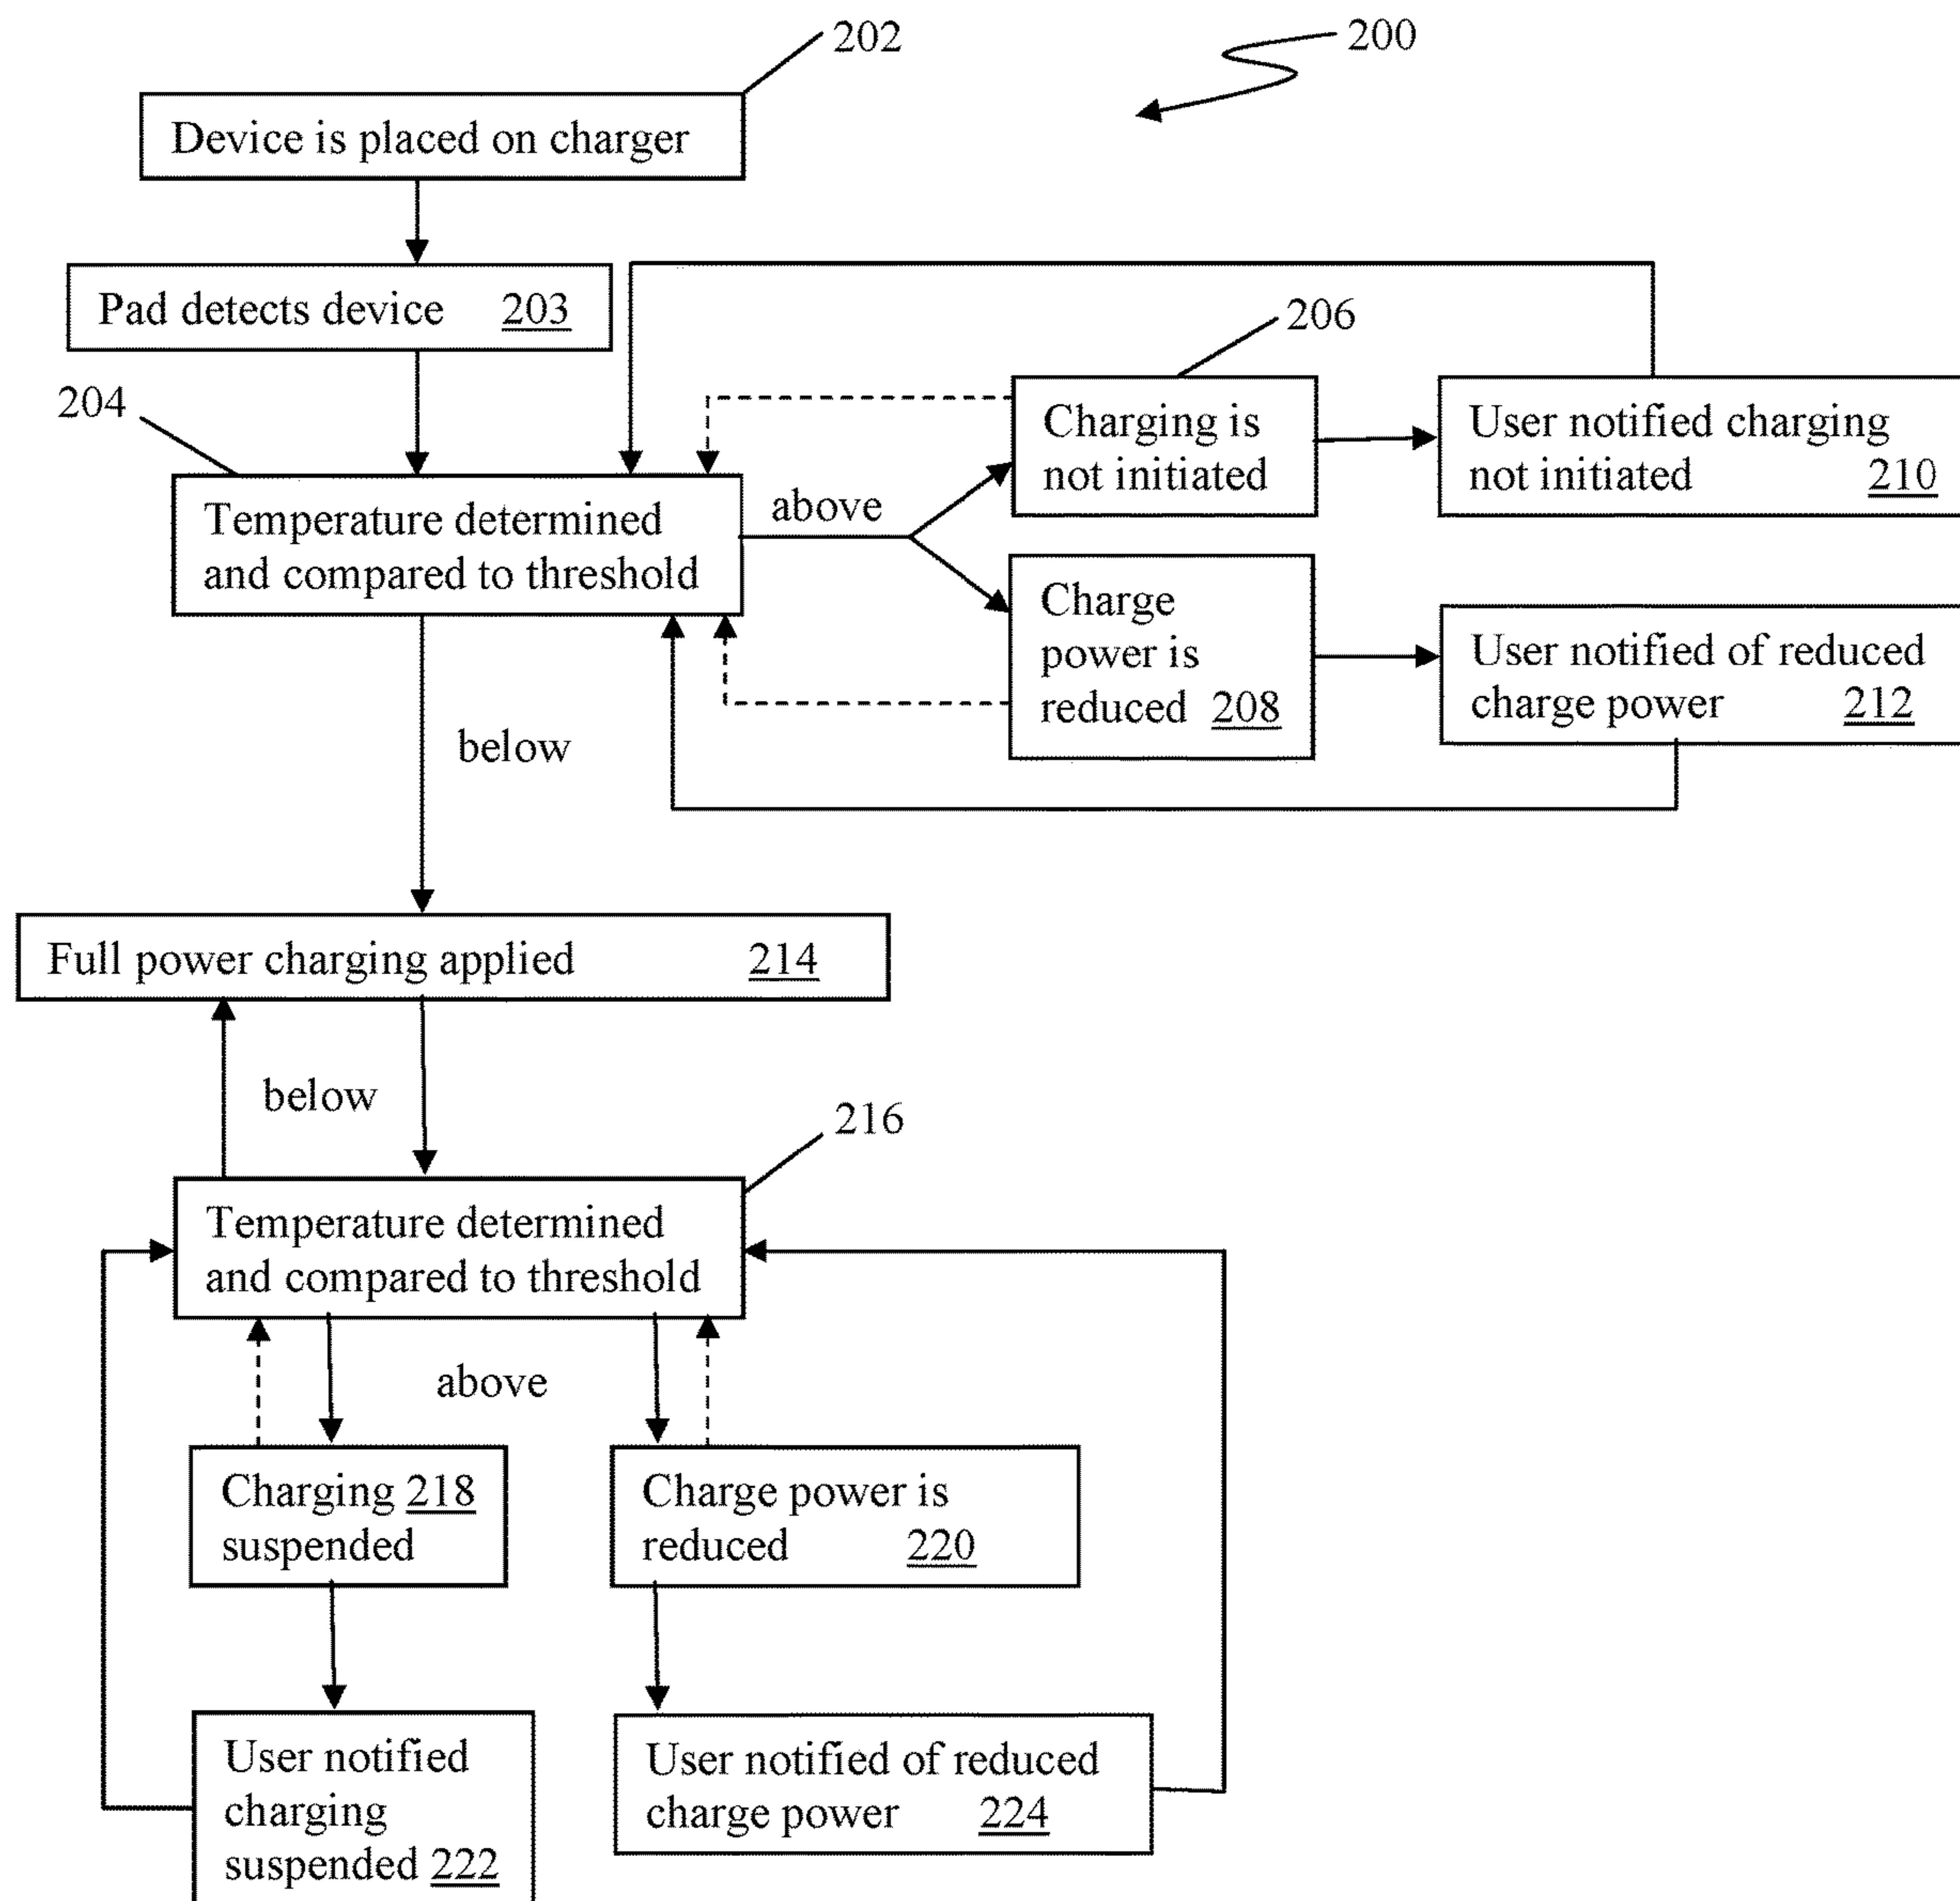 202
200
Device is placed on charger
Pad detects device 203
206
204
Charging is
not initiated
User notified charging
not initiated 210
Temperature determined
and compared to threshold
above
Charge
power is
reduced 208
User notified of reduced
charge power 212
below
Full power charging applied 214
below
216
Temperature determined
and compared to threshold
above
Charging 218
suspended
Charge power is
reduced 220
User notified
charging
suspended 222
User notified of reduced
charge power 224